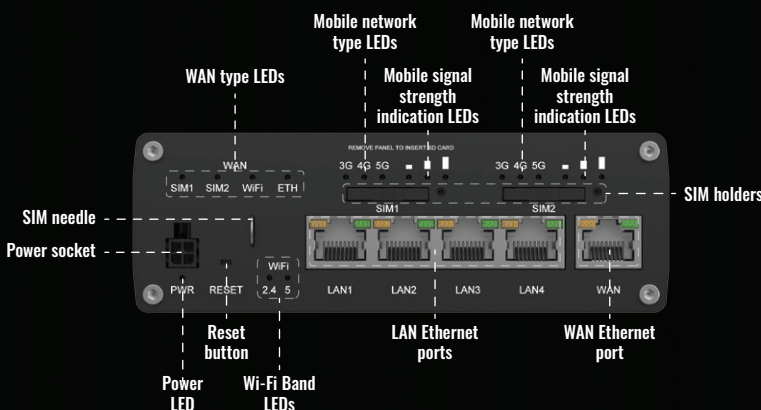 Mobile network
type LEDs
Mobile network
type LEDs
WAN type LEDs
Mobile signal
strength
indication LEDs
Mobile signal
strength
indication LEDs
REMOVE PANEL TO INSERT SD CARD
WAN
3G 4G 5G
3G 4G 5G
SIM1 SIM2 WiFi ETH
SIM holders
SIM1
SIM2
SIM needle
Power socket
WiFi
PWR
RESET
2.4 5
LAN1
LAN2
LAN3
LAN4
WAN
Reset
button
LAN Ethernet
ports
WAN Ethernet
port
Power
LED
Wi-Fi Band
LEDs